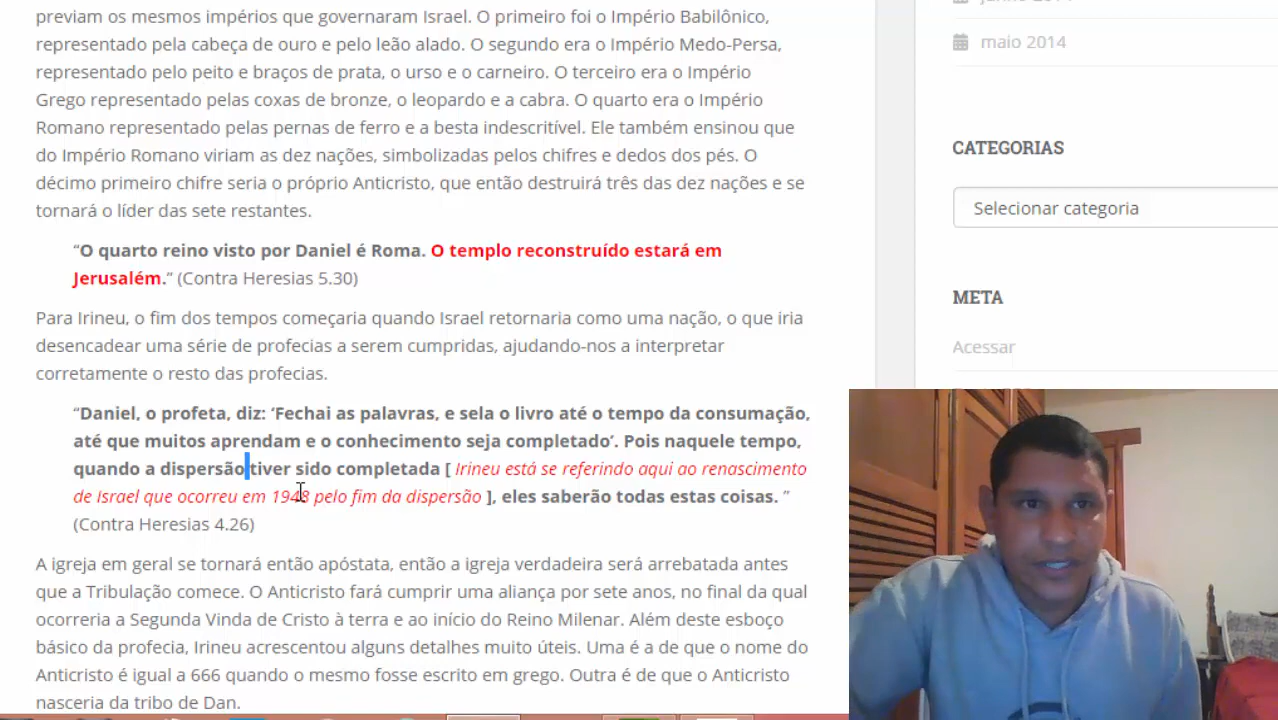 previam os mesmos impérios que governaram Israel. O primeiro foi o Império Babilônico,
representado pela cabeça de ouro e pelo leão alado. O segundo era o Império Medo-Persa,
representado pelo peito e braços de prata, o urso e o carneiro. O terceiro era o Império
Grego representado pelas coxas de bronze, o leopardo e a cabra. O quarto era o Império
Romano representado pelas pernas de ferro e a besta indescritível. Ele também ensinou que
do Império Romano viriam as dez nações, simbolizadas pelos chifres e dedos dos pés. O
décimo primeiro chifre seria o próprio Anticristo, que então destruirá três das dez nações e se
tornará o líder das sete restantes.
“O quarto reino visto por Daniel é Roma. O templo reconstruído estará em
Jerusalém.” (Contra Heresias 5.30)
Para Irineu, o fim dos tempos começaria quando Israel retornaria como uma nação, o que iria
desencadear uma série de profecias a serem cumpridas, ajudando-nos a interpretar
corretamente o resto das profecias.
“Daniel, o profeta, diz: ‘Fechai as palavras, e sela o livro até o tempo da consumação,
até que muitos aprendam e o conhecimento seja completado’. Pois naquele tempo,
quando a dispersão tiver sido completada [ Irineu está se referindo aqui ao renascimento
de Israel que ocorreu em 1948 pelo fim da dispersão ], eles saberão todas estas coisas. ”
(Contra Heresias 4.26)
A igreja em geral se tornará então apóstata, então a igreja verdadeira será arrebatada antes
que a Tribulação comece. O Anticristo fará cumprir uma aliança por sete anos, no final da qual
ocorreria a Segunda Vinda de Cristo à terra e ao início do Reino Milenar. Além deste esboço
básico da profecia, Irineu acrescentou alguns detalhes muito úteis. Uma é a de que o nome do
Anticristo é igual a 666 quando o mesmo fosse escrito em grego. Outra é de que o Anticristo
nasceria da tribo de Dan.
maio 2014
CATEGORIAS
Selecionar categoria
META
Acessar